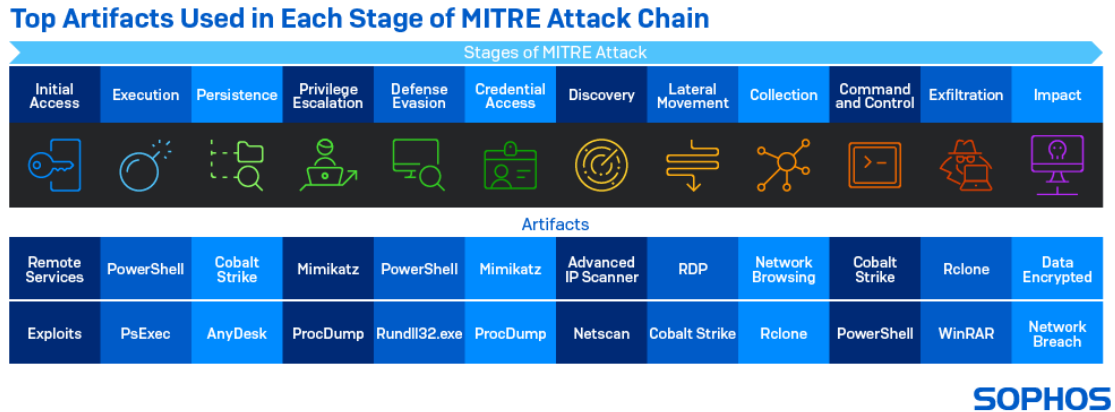 Top Artifacts Used in Each Stage of MITRE Attack Chain
Stages of MITRE Attack
Initial Access
Execution
Persistence
Privilege Escalation
Defense Evasion
Credential Access
Discovery
Lateral Movement
Collection
Command and Control
Exfiltration
Impact
Artifacts
Remote Services
PowerShell
Cobalt Strike
Mimikatz
PowerShell
Mimikatz
Advanced IP Scanner
RDP
Network Browsing
Cobalt Strike
Rclone
Data Encrypted
Exploits
PsExec
AnyDesk
ProcDump
Rundll32.exe
ProcDump
Netscan
Cobalt Strike
Rclone
PowerShell
WinRAR
Network Breach
SOPHOS